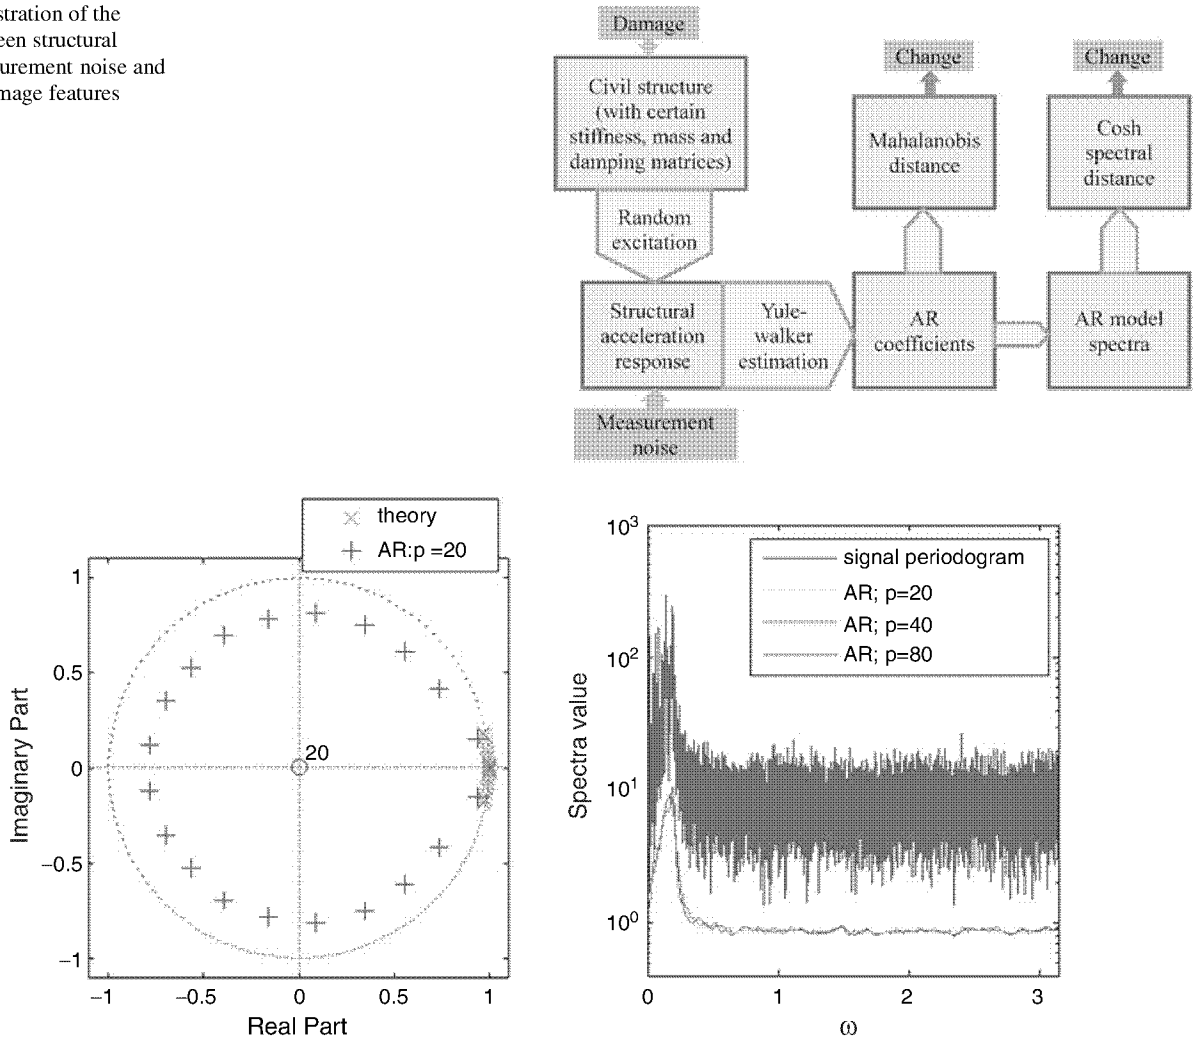 stration of the
een structural
urement noise and
mage features
Damage
Civil structure
(with certain
stiffness, mass and
damping matrices)
Random
excitation
Structural
acceleration
response
Yule-
walker
estimation
Measurement
noise
AR
coefficients
AR model
spectra
Mahalanobis
distance
Cosh
spectral
distance
Change
Change
theory
AR:p =20
1
0.5
0
−0.5
−1
20
−1
−0.5
0
0.5
1
Imaginary Part
Real Part
signal periodogram
AR; p=20
AR; p=40
AR; p=80
10³
10²
10¹
10⁰
0
1
2
3
Spectra value
ω